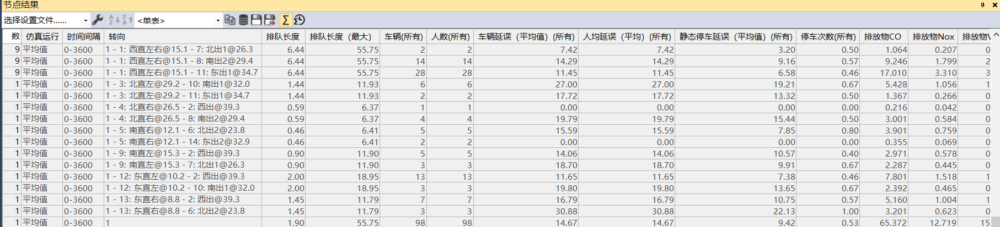 节点结果
选择设置文件...... <单表>
数 仿真运行 时间间隔 转向 排队长度 排队长度（最大） 车辆(所有) 人数(所有) 车辆延误（平均值）(所有) 人均延误（平均）(所有) 静态停车延误（平均值）(所有) 停车次数(所有) 排放物CO 排放物Nox 排放物V
9 平均值 0-3600 1 - 1: 西直左右@15.1 - 7: 北出1@26.3 6.44 55.75 2 2 7.42 7.42 3.20 0.50 1.064 0.207 0
9 平均值 0-3600 1 - 1: 西直左右@15.1 - 8: 南出2@29.4 6.44 55.75 14 14 14.29 14.29 9.16 0.57 9.246 1.799 2
9 平均值 0-3600 1 - 1: 西直左右@15.1 - 11: 东出1@34.7 6.44 55.75 28 28 11.45 11.45 6.58 0.46 17.010 3.310 3
1 平均值 0-3600 1 - 3: 北直左@29.2 - 10: 南出1@32.0 1.44 11.93 6 6 27.00 27.00 19.21 0.67 5.428 1.056 1
1 平均值 0-3600 1 - 3: 北直左@29.2 - 11: 东出1@34.7 1.44 11.93 2 2 17.72 17.72 13.32 0.50 1.367 0.266 0
1 平均值 0-3600 1 - 4: 北直右@26.5 - 2: 西出@39.3 0.59 6.37 1 1 0.00 0.00 0.00 0.00 0.216 0.042 0
1 平均值 0-3600 1 - 4: 北直右@26.5 - 8: 南出2@29.4 0.59 6.37 4 4 19.79 19.79 15.44 0.50 3.001 0.584 0
1 平均值 0-3600 1 - 5: 南直右@12.1 - 6: 北出2@23.8 0.46 6.41 5 5 15.59 15.59 7.85 0.80 3.901 0.759 0
1 平均值 0-3600 1 - 5: 南直右@12.1 - 14: 东出2@32.9 0.46 6.41 2 2 0.00 0.00 0.00 0.00 0.355 0.069 0
1 平均值 0-3600 1 - 9: 南直左@15.3 - 2: 西出@39.3 0.90 11.90 5 5 14.06 14.06 10.57 0.40 2.971 0.578 0
1 平均值 0-3600 1 - 9: 南直左@15.3 - 7: 北出1@26.3 0.90 11.90 3 3 18.70 18.70 9.91 0.67 2.287 0.445 0
1 平均值 0-3600 1 - 12: 东直左@10.2 - 2: 西出@39.3 2.00 18.95 13 13 11.65 11.65 7.38 0.46 7.801 1.518 1
1 平均值 0-3600 1 - 12: 东直左@10.2 - 10: 南出1@32.0 2.00 18.95 3 3 19.80 19.80 13.65 0.67 2.392 0.465 0
1 平均值 0-3600 1 - 13: 东直右@8.8 - 2: 西出@39.3 1.45 11.79 7 7 16.79 16.79 10.75 0.57 5.160 1.004 1
1 平均值 0-3600 1 - 13: 东直右@8.8 - 6: 北出2@23.8 1.45 11.79 3 3 30.88 30.88 22.13 1.00 3.201 0.623 0
1 平均值 0-3600 1 1.90 55.75 98 98 14.67 14.67 9.42 0.53 65.372 12.719 15